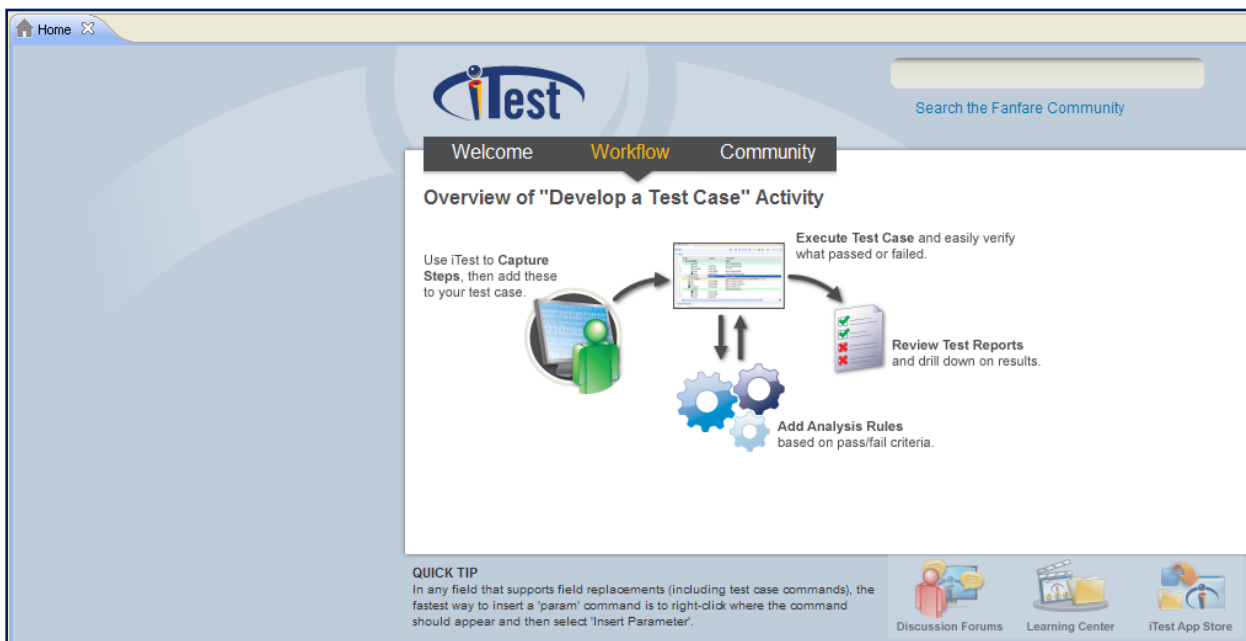 Home
iTest
Search the Fanfare Community
Welcome Workflow Community
Overview of "Develop a Test Case" Activity
Use iTest to Capture
Steps, then add these
to your test case.
Execute Test Case and easily verify
what passed or failed.
Review Test Reports
and drill down on results.
Add Analysis Rules
based on pass/fail criteria.
QUICK TIP
In any field that supports field replacements (including test case commands), the
fastest way to insert a 'param' command is to right-click where the command
should appear and then select 'Insert Parameter'.
Discussion Forums Learning Center iTest App Store